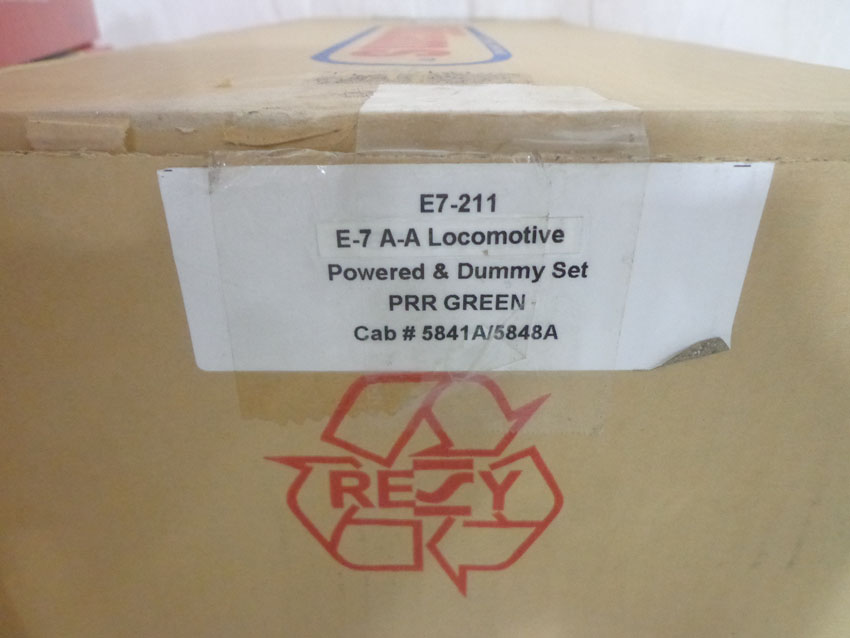 E7-211
E-7 A-A Locomotive
Powered & Dummy Set
PRR GREEN
Cab # 5841A/5848A
RESY